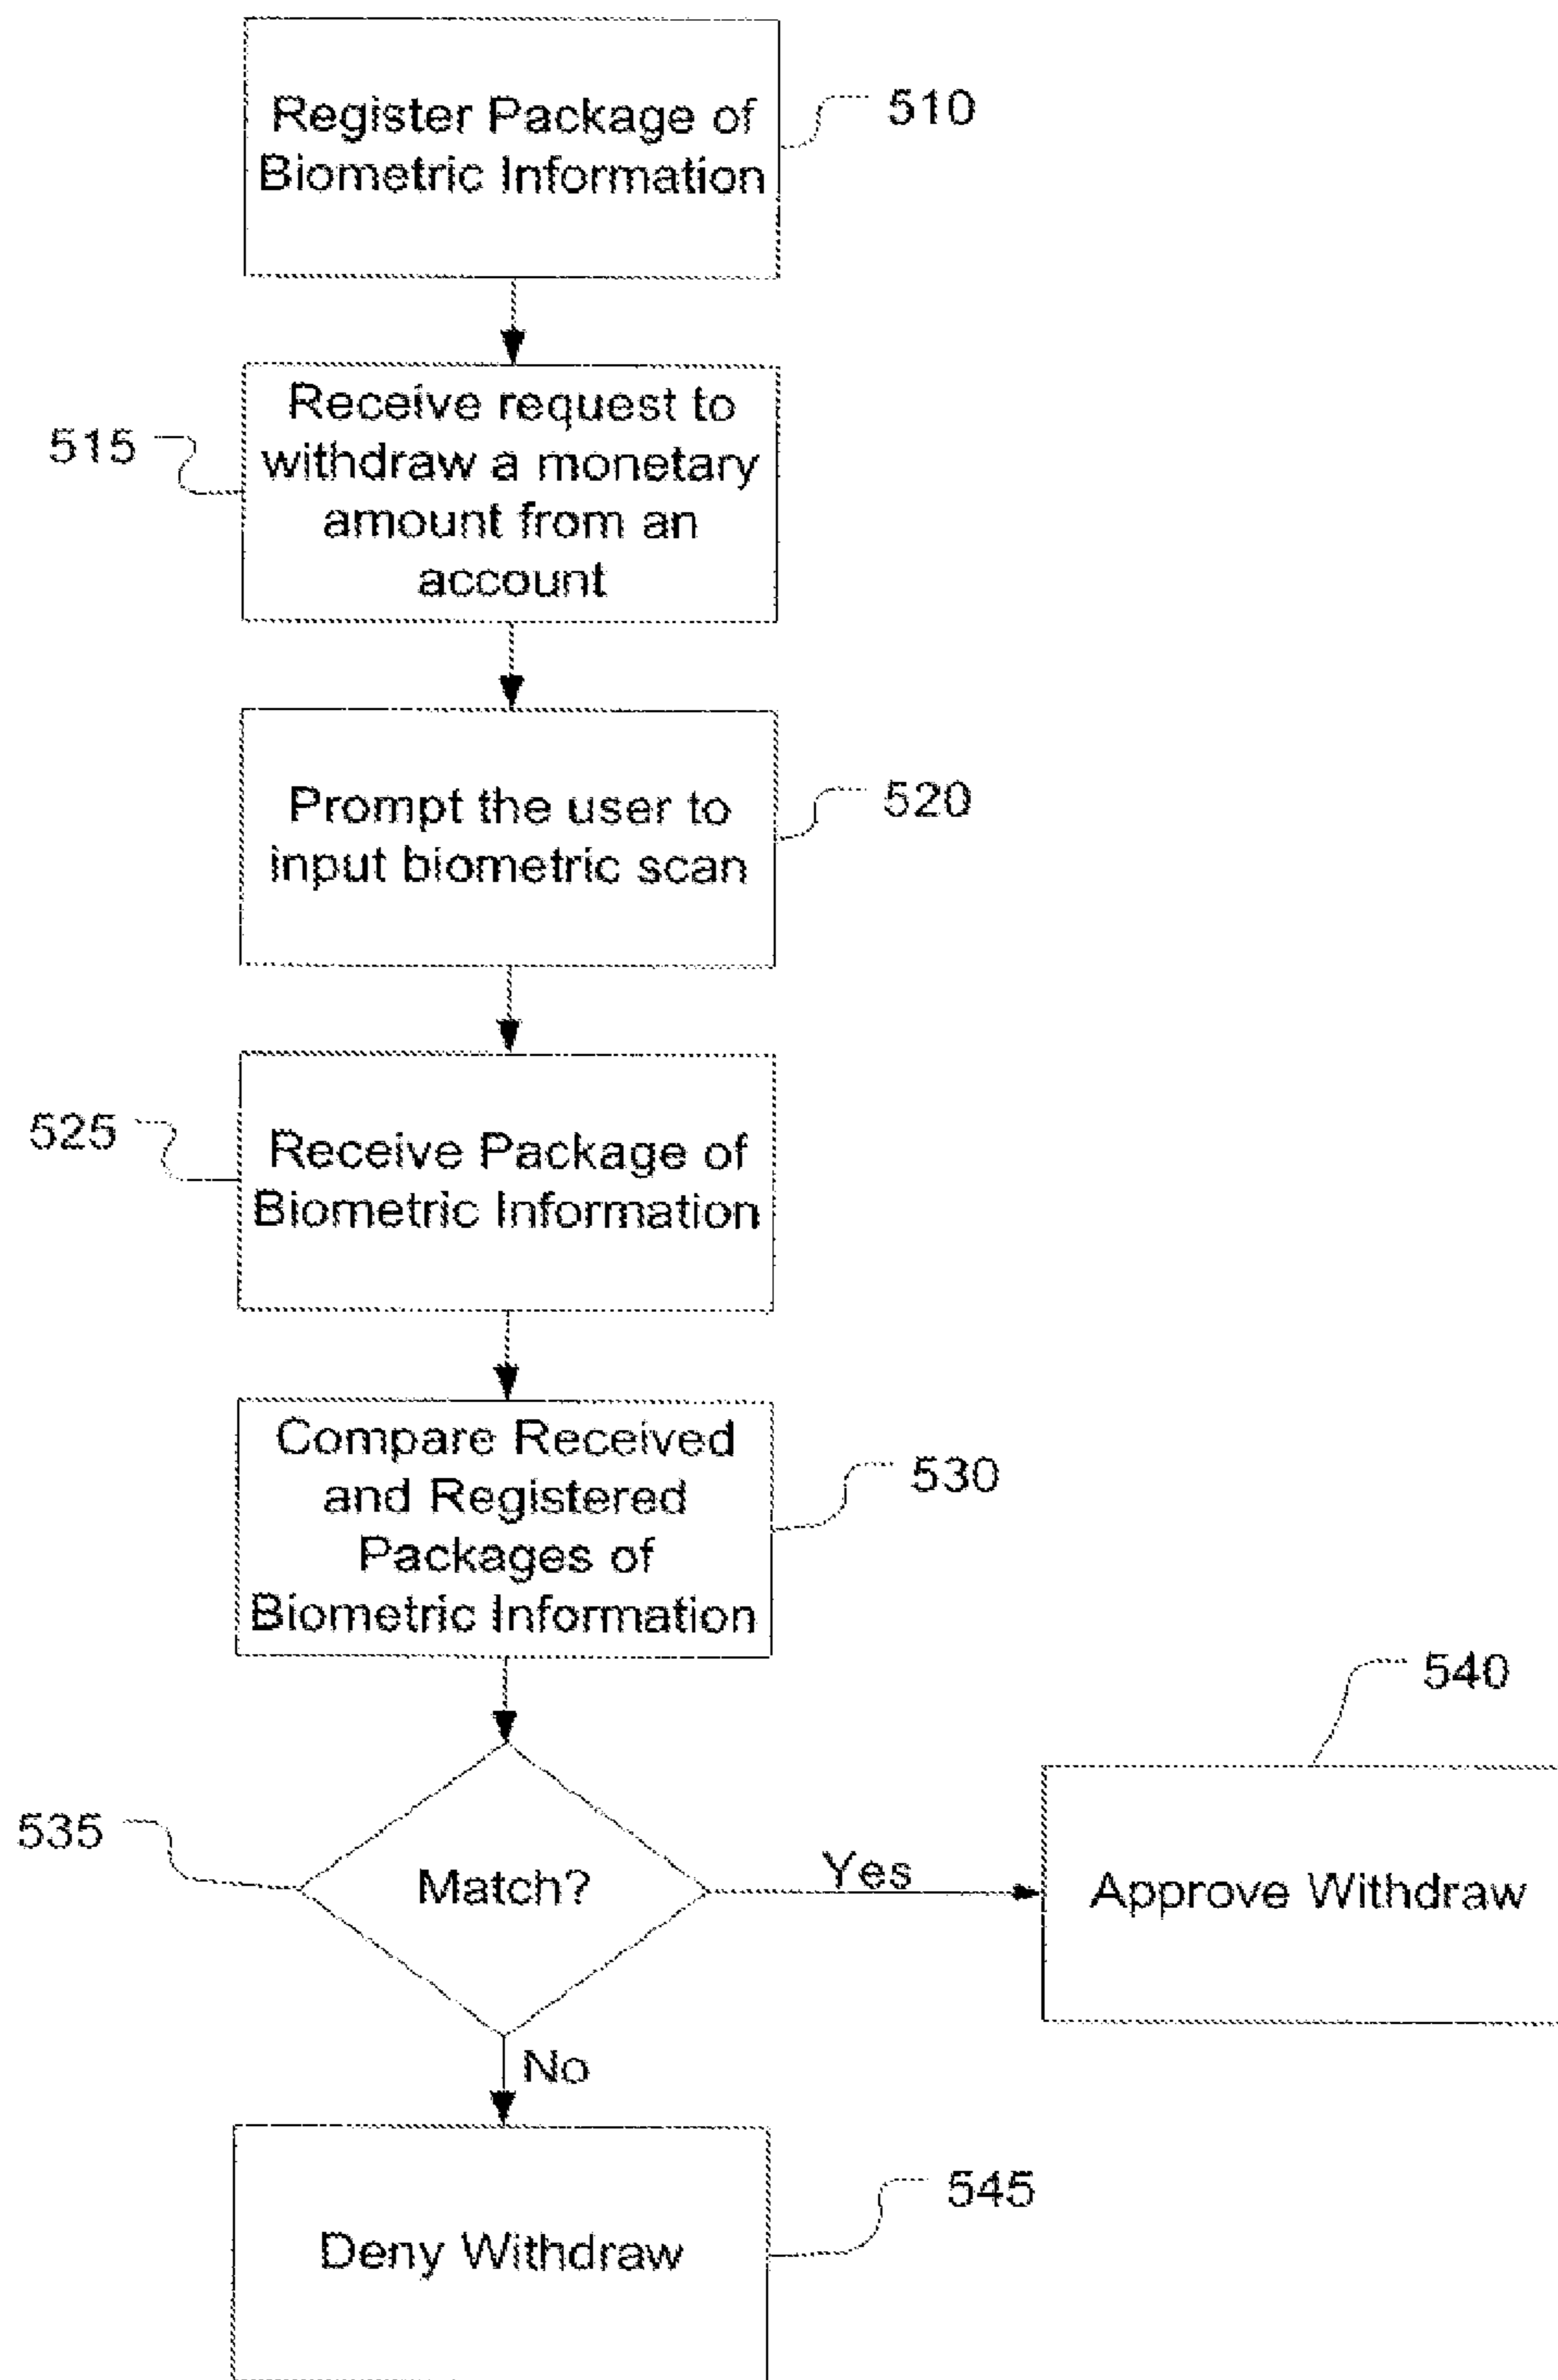 Register Package of
Biometric Information
510
Receive request to
withdraw a monetary
amount from an
account
515
Prompt the user to
input biometric scan
520
Receive Package of
Biometric Information
525
Compare Received
and Registered
Packages of
Biometric Information
530
535
Match?
Yes
540
Approve Withdraw
No
Deny Withdraw
545